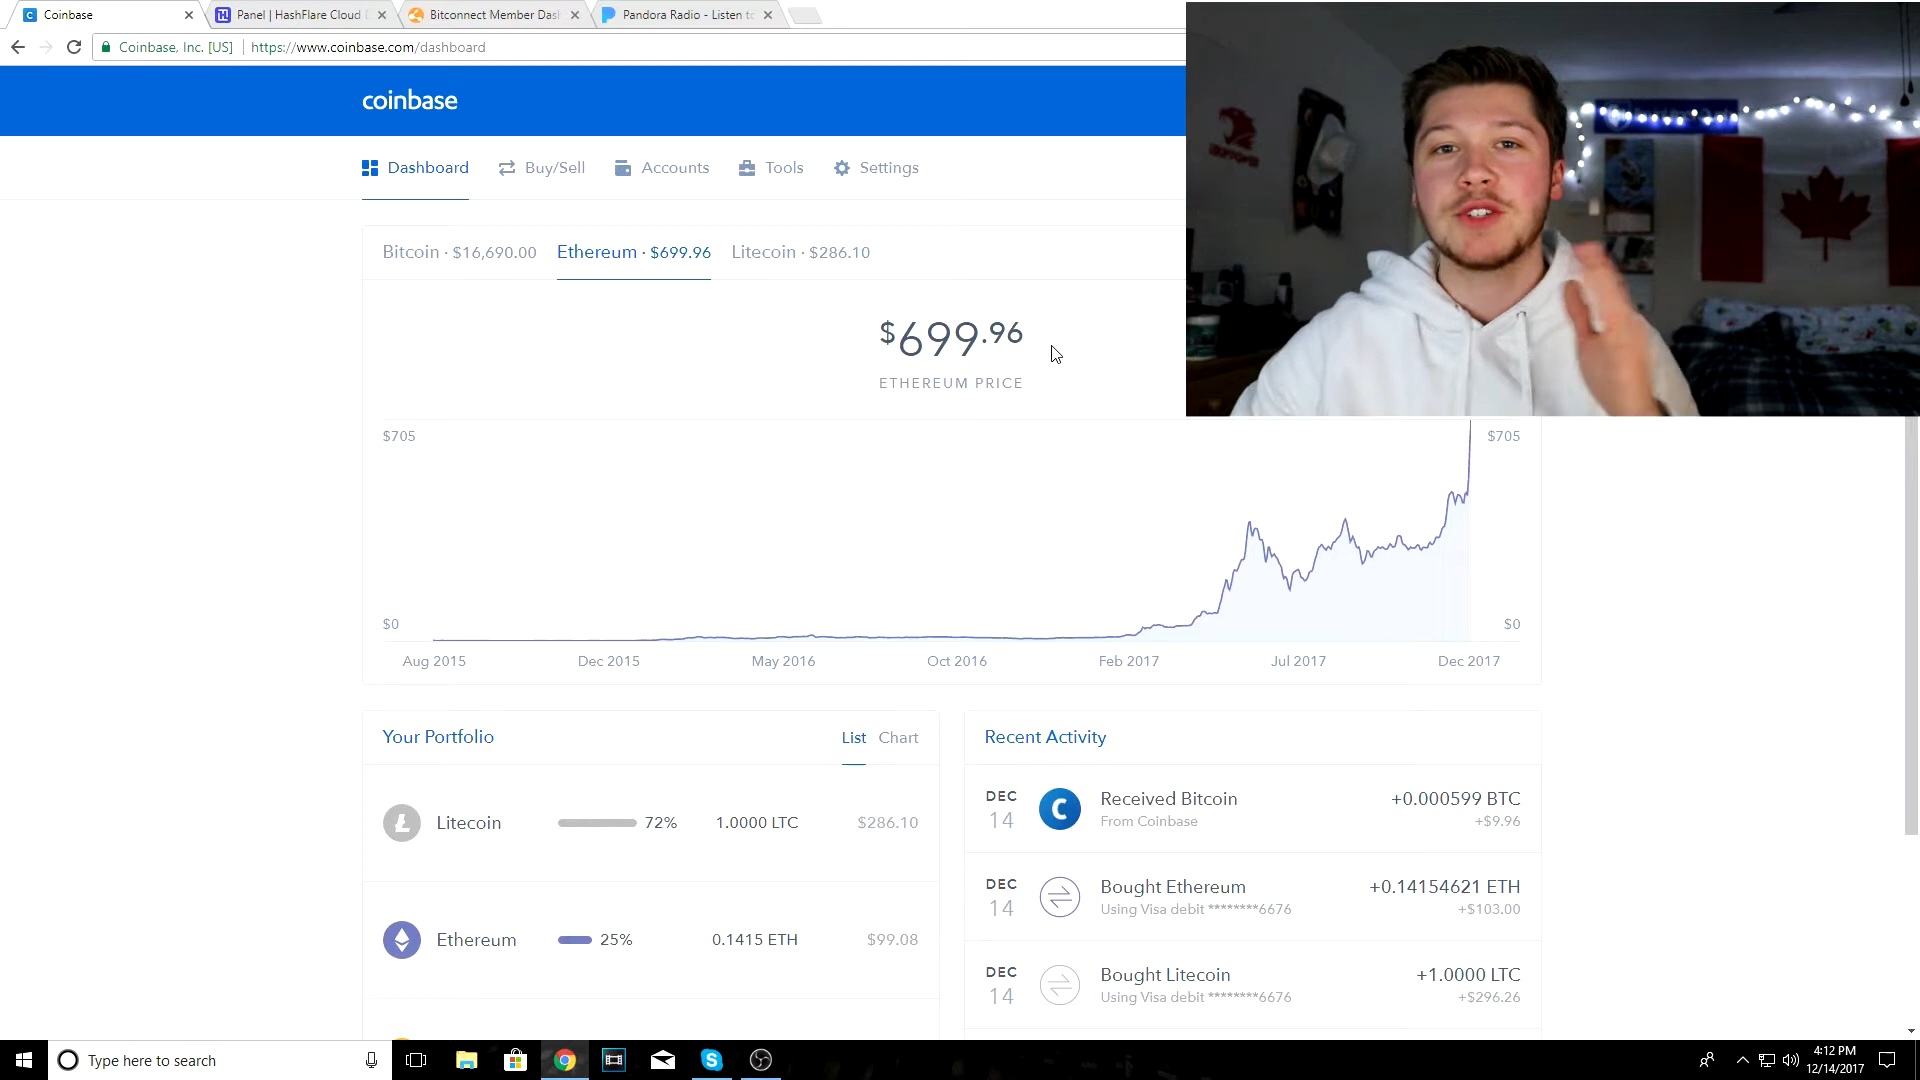 Coinbase
Panel | HashFlare Cloud
Bitconnect Member Das
Pandora Radio - Listen to
Coinbase, Inc. [US]
https://www.coinbase.com/dashboard
coinbase
Dashboard
Buy/Sell
Accounts
Tools
Settings
Bitcoin · $16,690.00
Ethereum · $699.96
Litecoin · $286.10
$699.96
ETHEREUM PRICE
$705
$705
$0
$0
Aug 2015
Dec 2015
May 2016
Oct 2016
Feb 2017
Jul 2017
Dec 2017
Your Portfolio
List
Chart
Litecoin
72%
1.0000 LTC
$286.10
Ethereum
25%
0.1415 ETH
$99.08
Recent Activity
DEC
14
Received Bitcoin
From Coinbase
+0.000599 BTC
+$9.96
DEC
14
Bought Ethereum
Using Visa debit ********6676
+0.14154621 ETH
+$103.00
DEC
14
Bought Litecoin
Using Visa debit ********6676
+1.0000 LTC
+$296.26
Type here to search
4:12 PM
12/14/2017